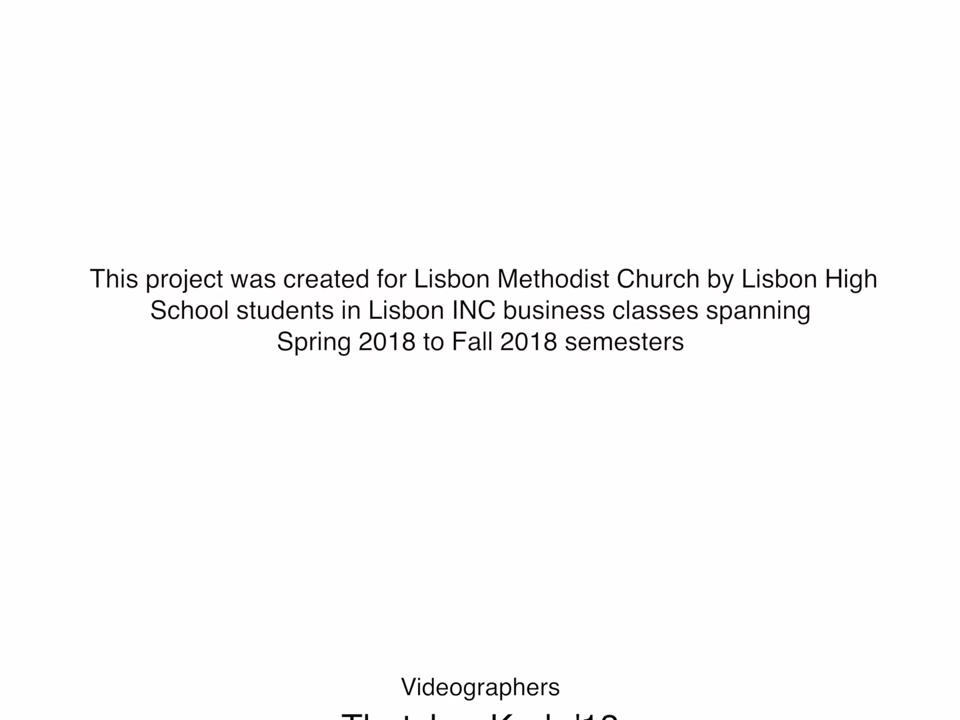 This project was created for Lisbon Methodist Church by Lisbon High
School students in Lisbon INC business classes spanning
Spring 2018 to Fall 2018 semesters
Videographers